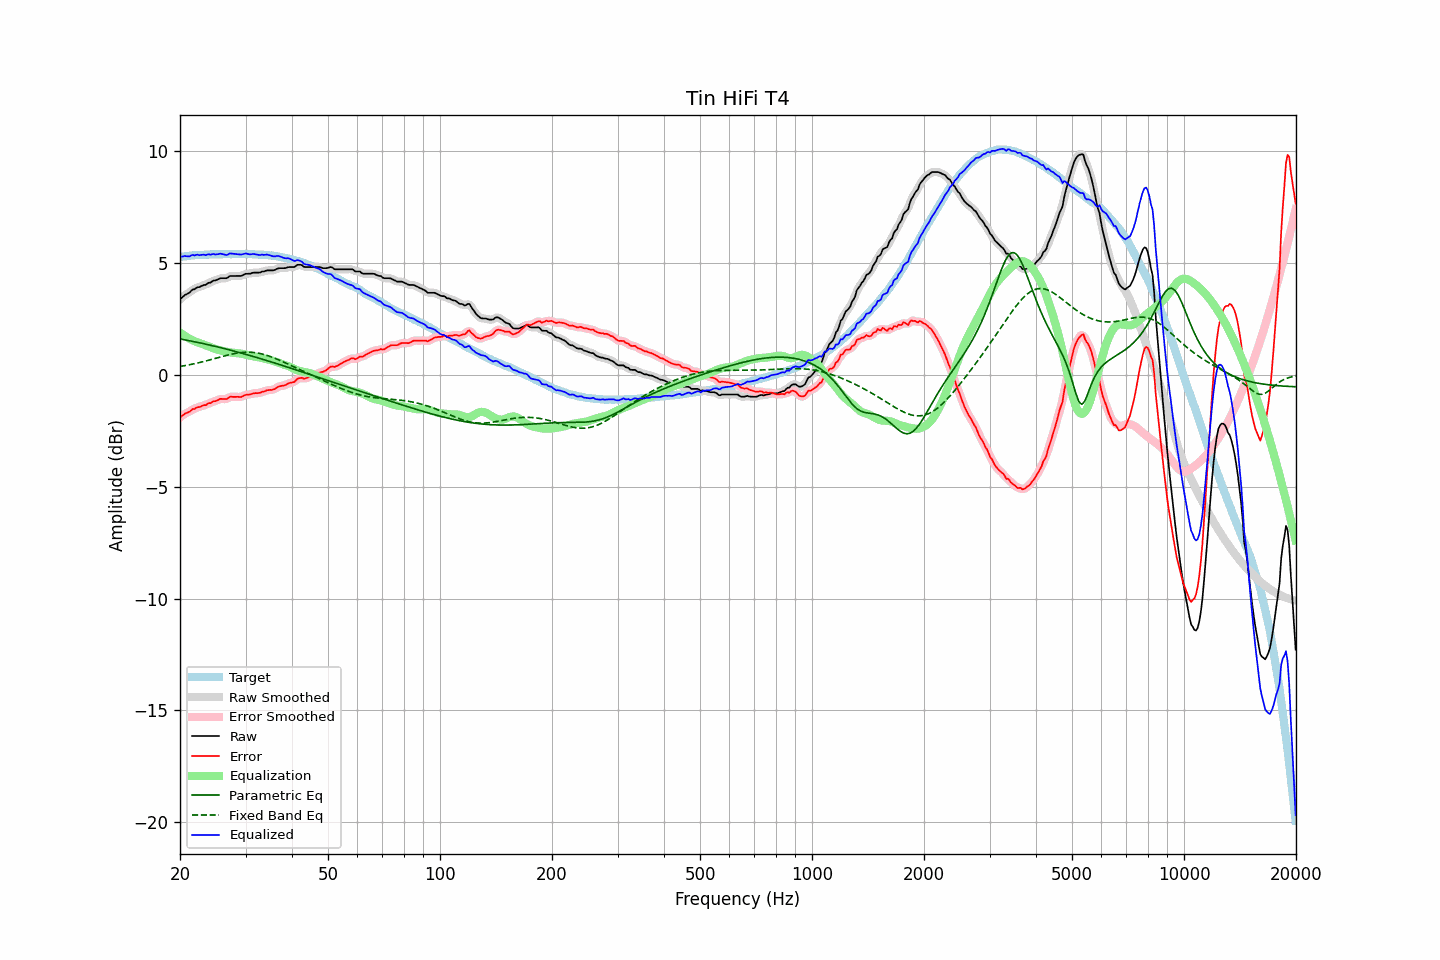 Tin HiFi T4
10
5
0
−5
−10
−15
−20
Amplitude (dBr)
Target
Raw Smoothed
Error Smoothed
Raw
Error
Equalization
Parametric Eq
Fixed Band Eq
Equalized
20 50 100 200 500 1000 2000 5000 10000 20000
Frequency (Hz)